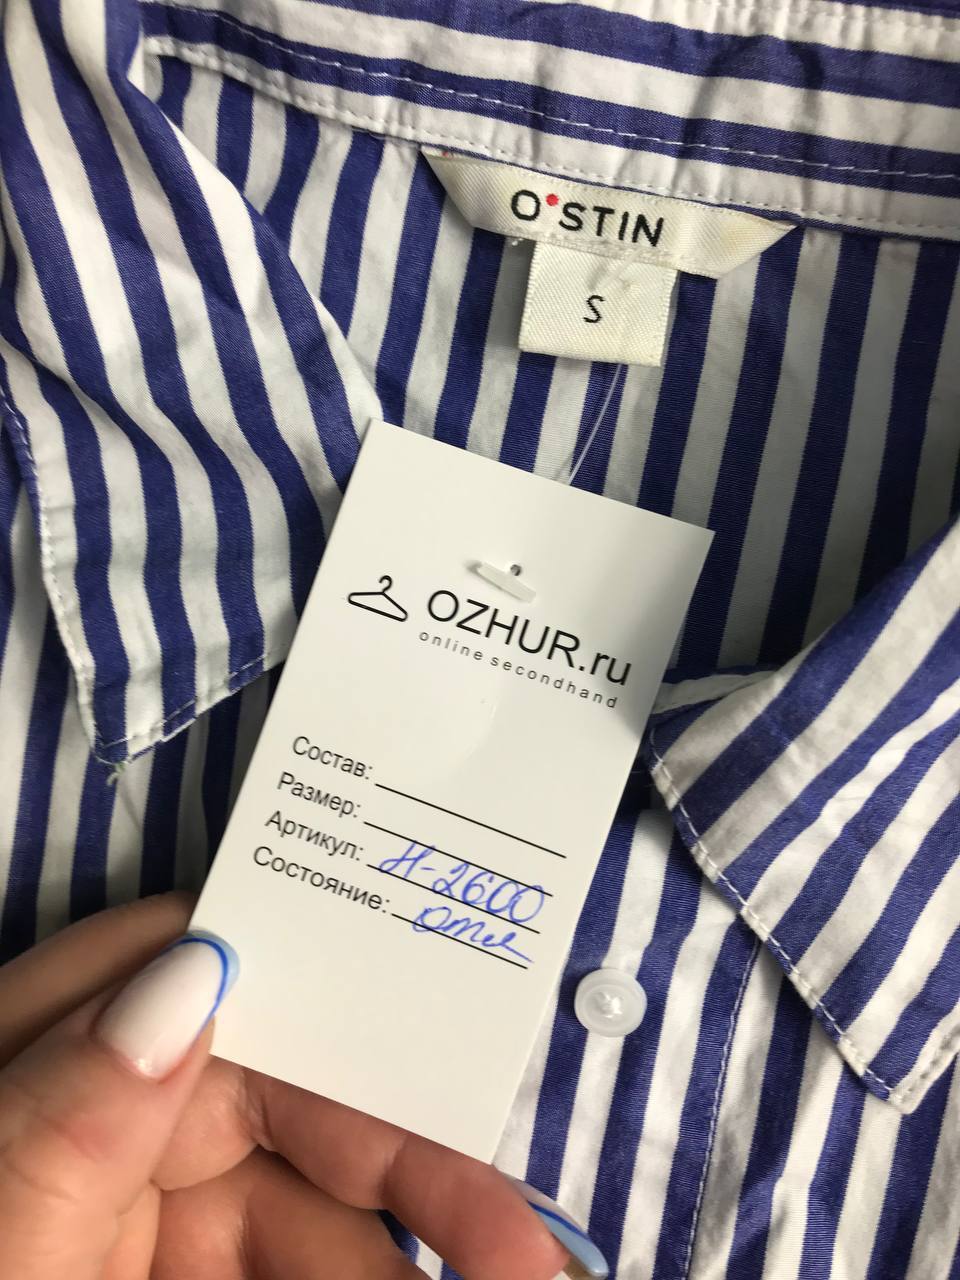 O'STIN
S
OZHUR.ru
online secondhand
Состав:
Размер:
Артикул: Н-2600
Состояние: отл